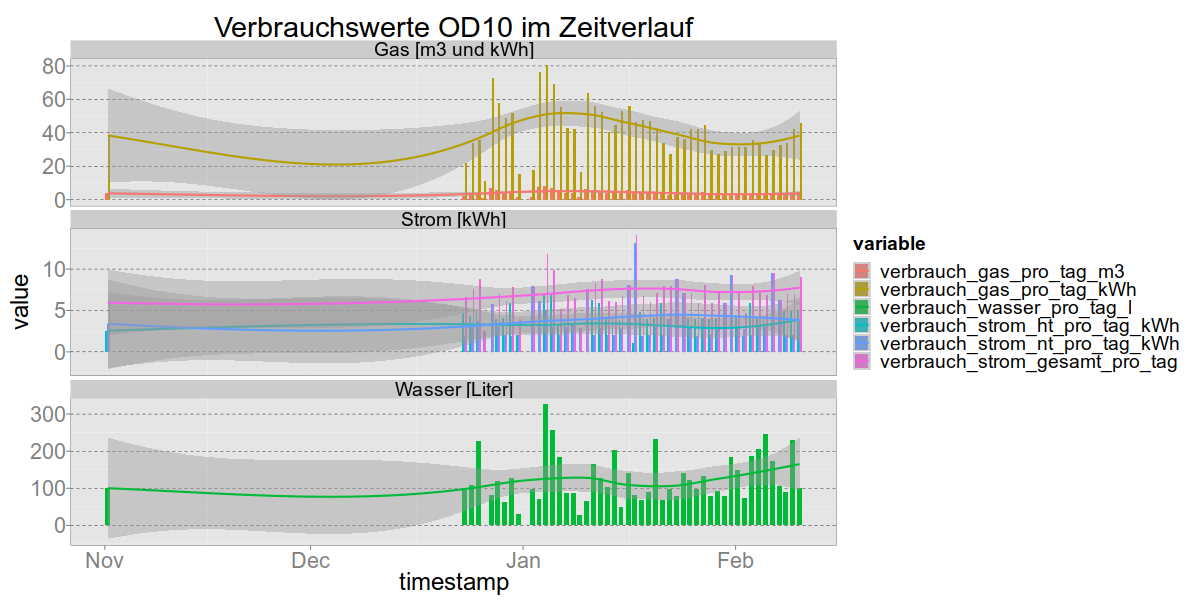 Verbrauchswerte OD10 im Zeitverlauf
Gas [m3 und kWh]
80
60
40
20
0
Strom [kWh]
10
5
0
Wasser [Liter]
300
200
100
0
Nov Dec Jan Feb
timestamp
value
variable
verbrauch_gas_pro_tag_m3
verbrauch_gas_pro_tag_kWh
verbrauch_wasser_pro_tag_l
verbrauch_strom_ht_pro_tag_kWh
verbrauch_strom_nt_pro_tag_kWh
verbrauch_strom_gesamt_pro_tag